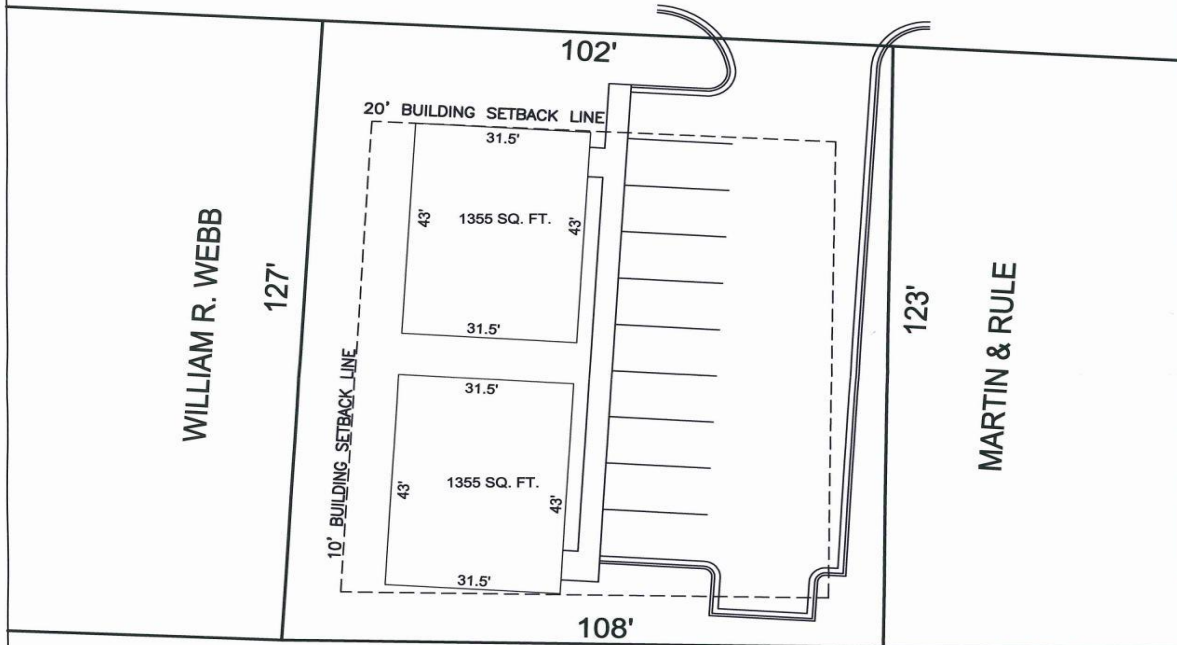 102'
20' BUILDING SETBACK LINE
31.5'
43'
1355 SQ. FT.
43'
31.5'
WILLIAM R. WEBB
127'
123'
MARTIN & RULE
10' BUILDING SETBACK LINE
31.5'
43'
1355 SQ. FT.
43'
31.5'
108'